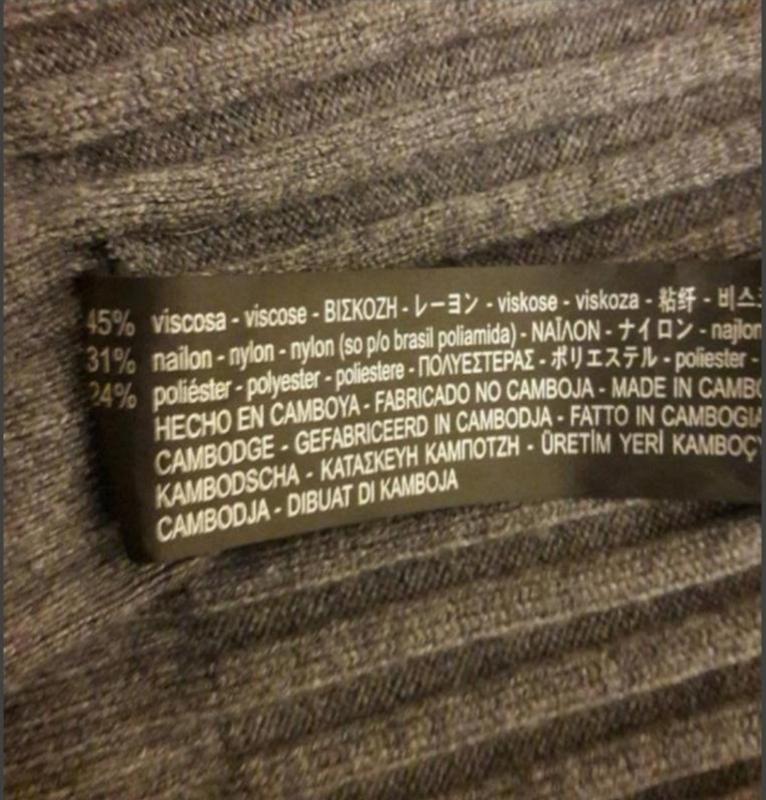 45% viscosa - viscose - ΒΙΣΚΟΖΗ - レーヨン - viskose - viskoza - 粘纤 - 비스
31% nailon - nylon - nylon (so p/o brasil poliamida) - ΝΑΪΛΟΝ - ナイロン - najlon
24% poliéster - polyester - poliestere - ΠΟΛΥΕΣΤΕΡΑΣ - ポリエステル - poliester -
HECHO EN CAMBOYA - FABRICADO NO CAMBOJA - MADE IN CAMBO
CAMBODGE - GEFABRICEERD IN CAMBODJA - FATTO IN CAMBOGIA
KAMBODSCHA - ΚΑΤΑΣΚΕΥΗ ΚΑΜΠΟΤΖΗ - ÜRETİM YERİ KAMBOÇY
CAMBODJA - DIBUAT DI KAMBOJA